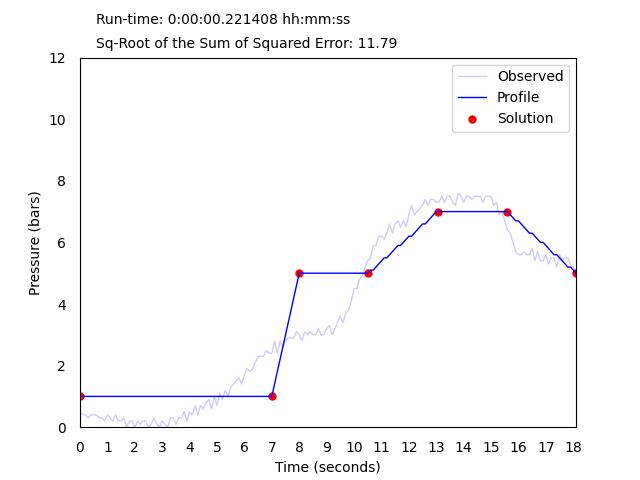 Run-time: 0:00:00.221408 hh:mm:ss
Sq-Root of the Sum of Squared Error: 11.79
12
10
8
6
4
2
0
Pressure (bars)
Observed
Profile
Solution
0 1 2 3 4 5 6 7 8 9 10 11 12 13 14 15 16 17 18
Time (seconds)